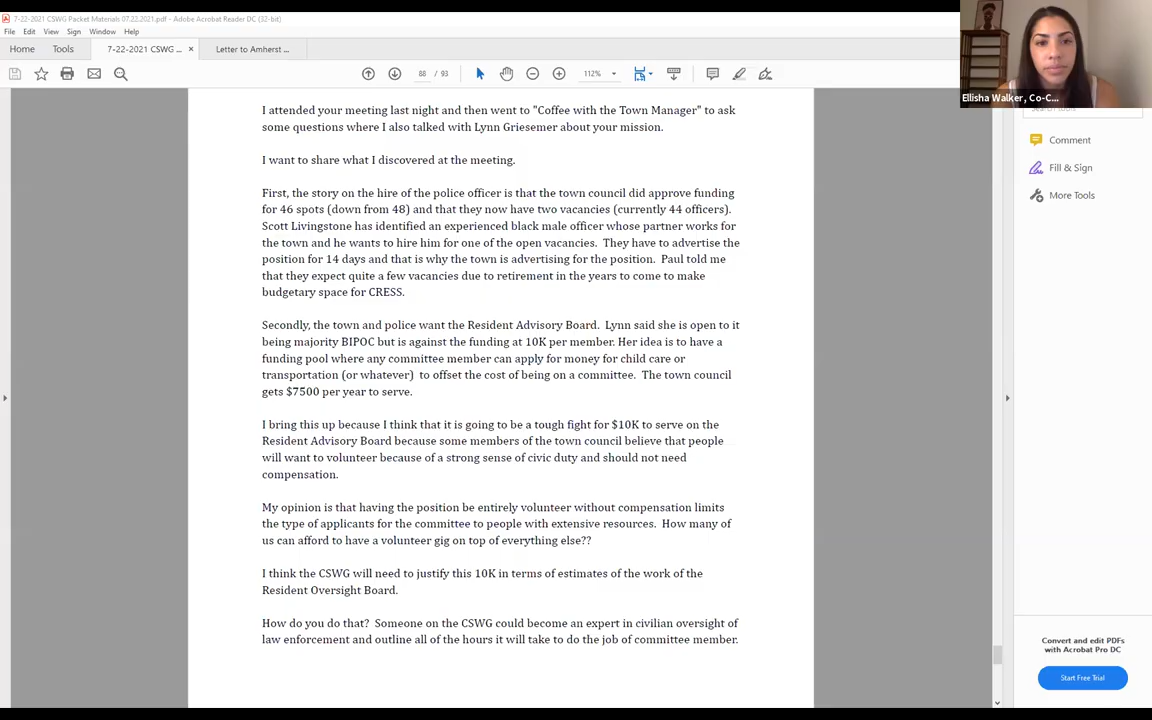 7-22-2021 CSWG Packet Materials 07.22.2021.pdf - Adobe Acrobat Reader DC (32-bit)
File Edit View Sign Window Help
Home Tools 7-22-2021 CSWG ... × Letter to Amherst ...
88 / 93 112%
Ellisha Walker, Co-C...
Search tools
Comment
Fill & Sign
More Tools
I attended your meeting last night and then went to "Coffee with the Town Manager" to ask
some questions where I also talked with Lynn Griesemer about your mission.
I want to share what I discovered at the meeting.
First, the story on the hire of the police officer is that the town council did approve funding
for 46 spots (down from 48) and that they now have two vacancies (currently 44 officers).
Scott Livingstone has identified an experienced black male officer whose partner works for
the town and he wants to hire him for one of the open vacancies.  They have to advertise the
position for 14 days and that is why the town is advertising for the position.  Paul told me
that they expect quite a few vacancies due to retirement in the years to come to make
budgetary space for CRESS.
Secondly, the town and police want the Resident Advisory Board.  Lynn said she is open to it
being majority BIPOC but is against the funding at 10K per member. Her idea is to have a
funding pool where any committee member can apply for money for child care or
transportation (or whatever)  to offset the cost of being on a committee.  The town council
gets $7500 per year to serve.
I bring this up because I think that it is going to be a tough fight for $10K to serve on the
Resident Advisory Board because some members of the town council believe that people
will want to volunteer because of a strong sense of civic duty and should not need
compensation.
My opinion is that having the position be entirely volunteer without compensation limits
the type of applicants for the committee to people with extensive resources.  How many of
us can afford to have a volunteer gig on top of everything else??
I think the CSWG will need to justify this 10K in terms of estimates of the work of the
Resident Oversight Board.
How do you do that?  Someone on the CSWG could become an expert in civilian oversight of
law enforcement and outline all of the hours it will take to do the job of committee member.
Convert and edit PDFs
with Acrobat Pro DC
Start Free Trial